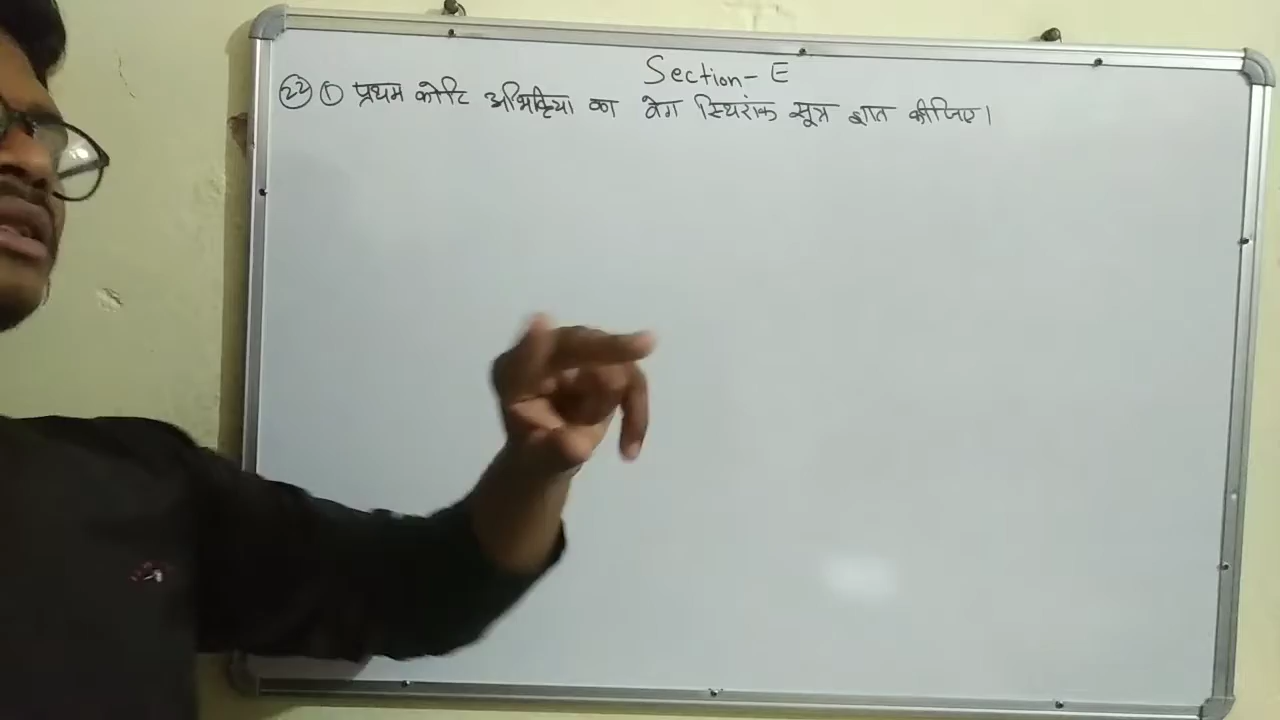 Section-E
22 ① प्रथम कोटि अभिक्रिया का वेग स्थिरांक सूत्र ज्ञात कीजिए।